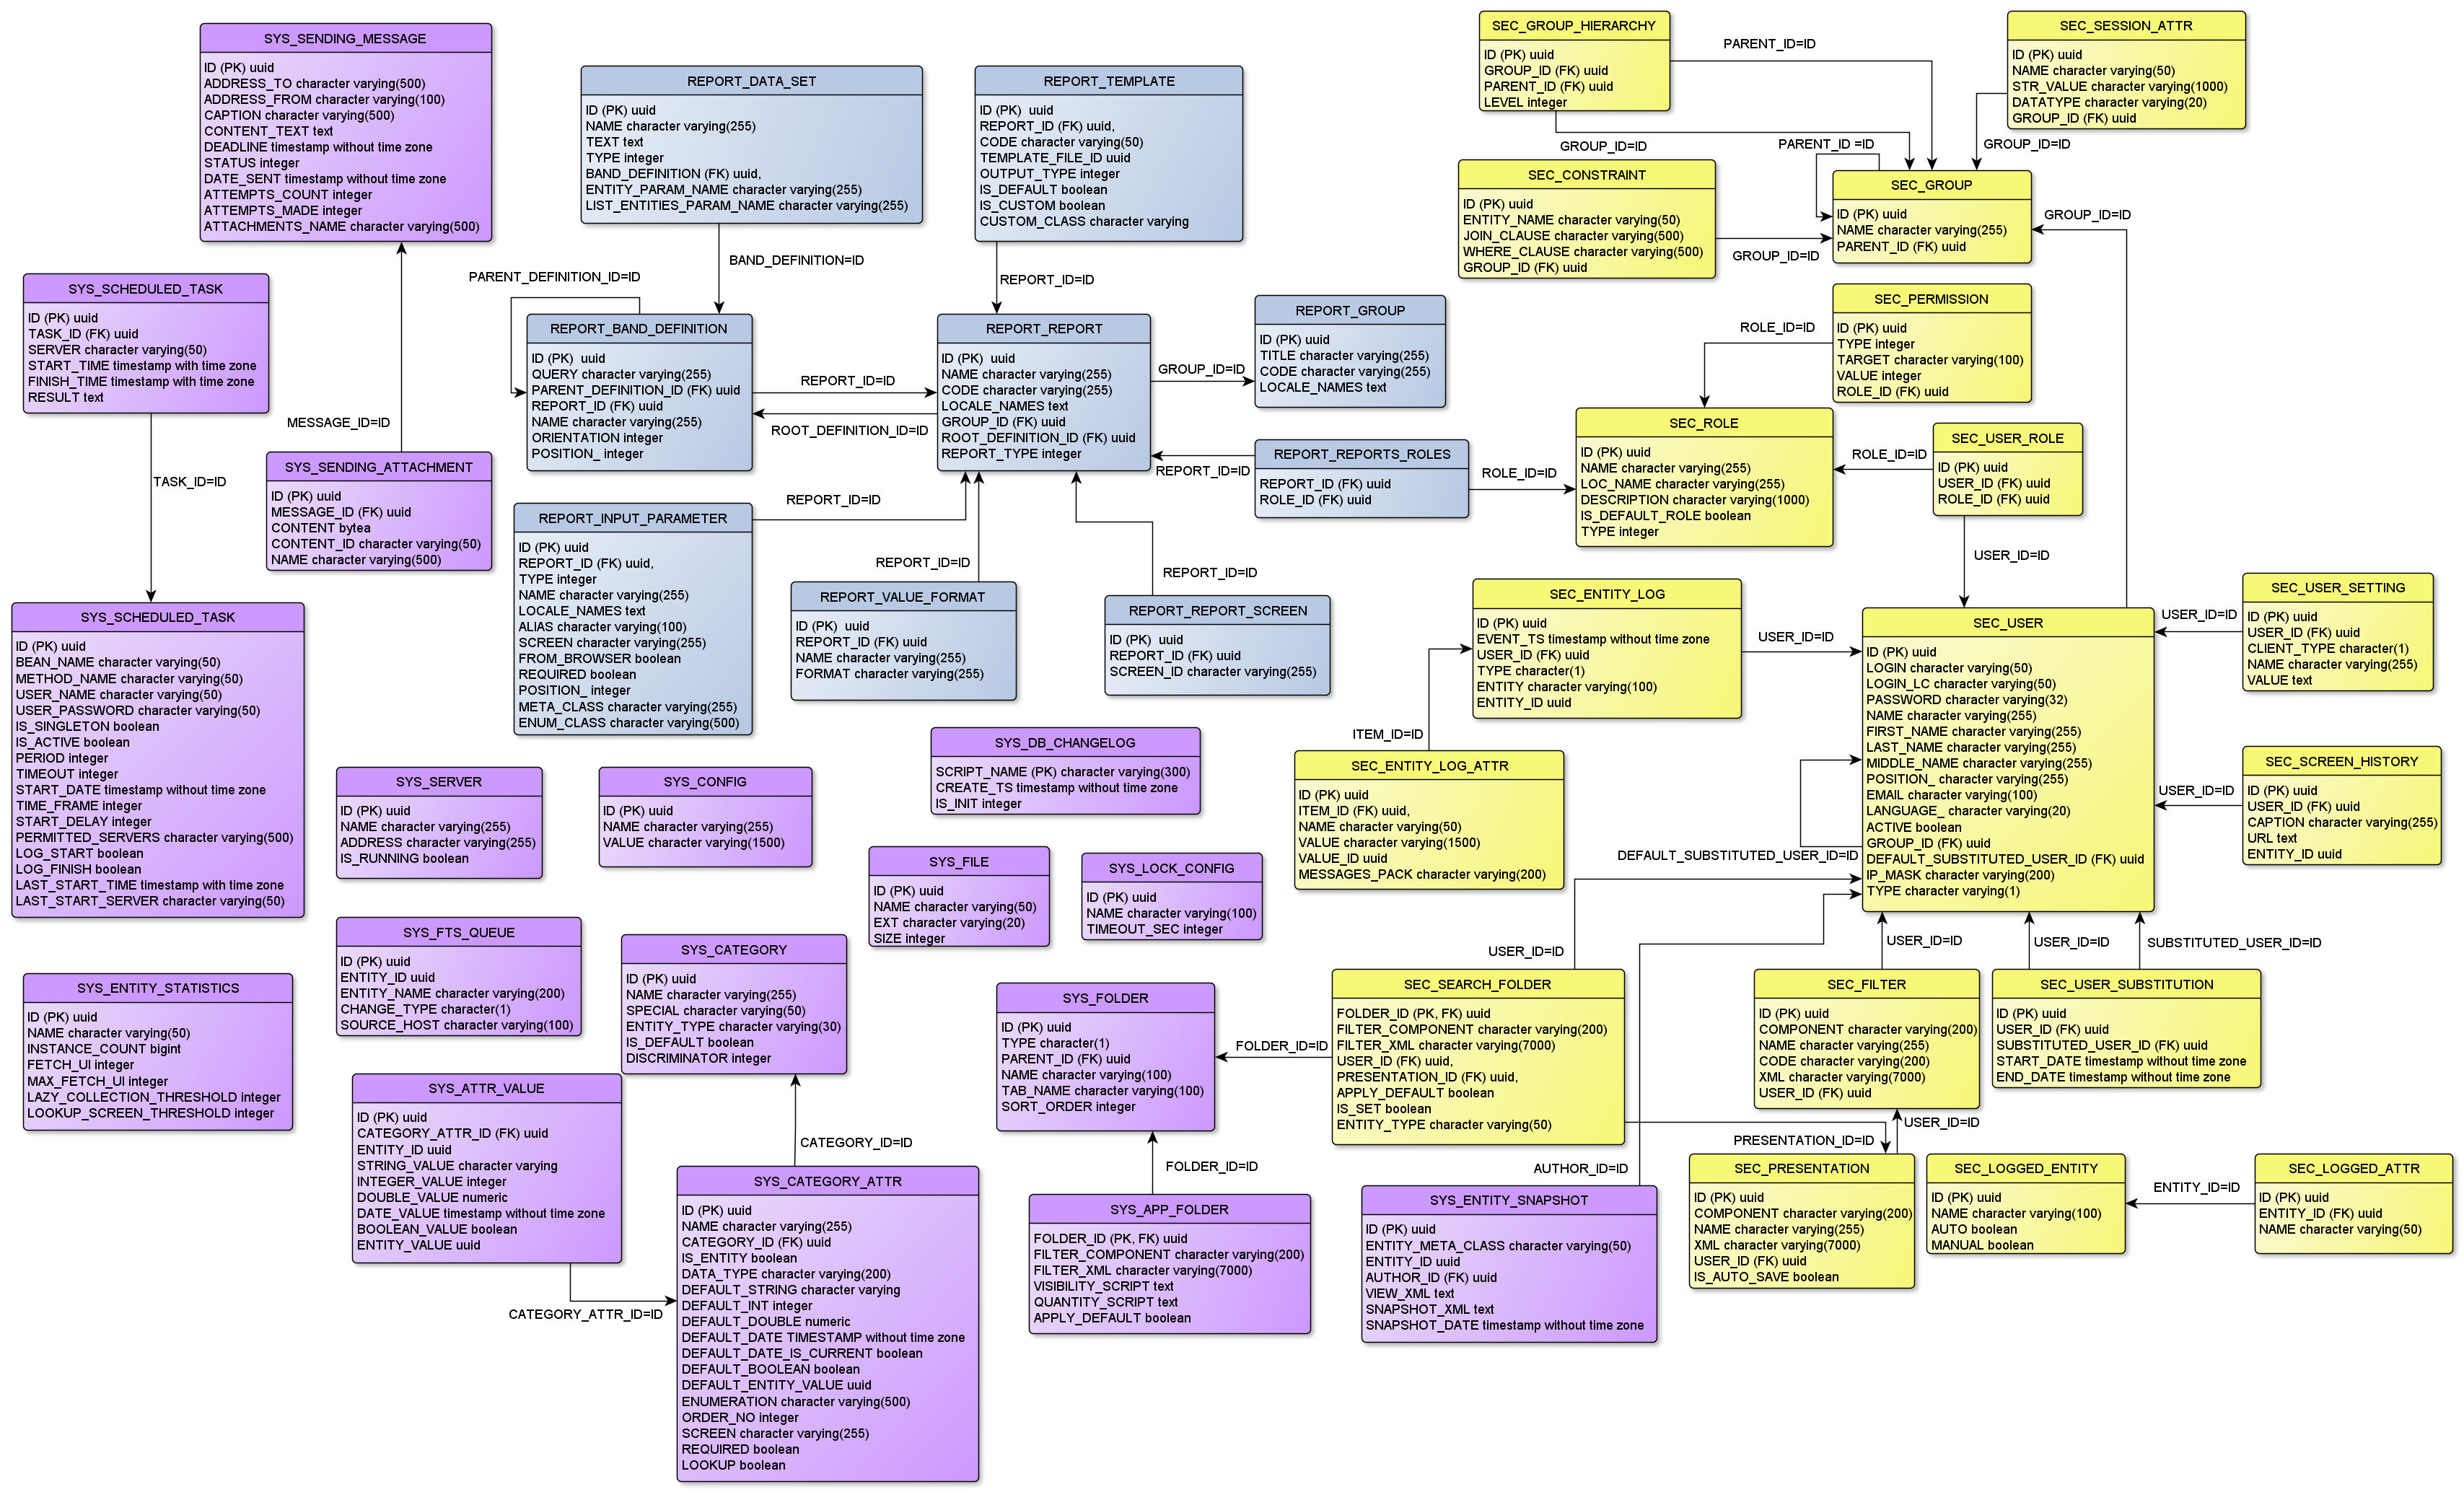 SYS_SENDING_MESSAGE
ID (PK) uuid
ADDRESS_TO character varying(500)
ADDRESS_FROM character varying(100)
CAPTION character varying(500)
CONTENT_TEXT text
DEADLINE timestamp without time zone
STATUS integer
DATE_SENT timestamp without time zone
ATTEMPTS_COUNT integer
ATTEMPTS_MADE integer
ATTACHMENTS_NAME character varying(500)
SYS_SCHEDULED_TASK
ID (PK) uuid
TASK_ID (FK) uuid
SERVER character varying(50)
START_TIME timestamp with time zone
FINISH_TIME timestamp with time zone
RESULT text
MESSAGE_ID=ID
TASK_ID=ID
SYS_SENDING_ATTACHMENT
ID (PK) uuid
MESSAGE_ID (FK) uuid
CONTENT bytea
CONTENT_ID character varying(50)
NAME character varying(500)
SYS_SCHEDULED_TASK
ID (PK) uuid
BEAN_NAME character varying(50)
METHOD_NAME character varying(50)
USER_NAME character varying(50)
USER_PASSWORD character varying(50)
IS_SINGLETON boolean
IS_ACTIVE boolean
PERIOD integer
TIMEOUT integer
START_DATE timestamp without time zone
TIME_FRAME integer
START_DELAY integer
PERMITTED_SERVERS character varying(500)
LOG_START boolean
LOG_FINISH boolean
LAST_START_TIME timestamp with time zone
LAST_START_SERVER character varying(50)
SYS_ENTITY_STATISTICS
ID (PK) uuid
NAME character varying(50)
INSTANCE_COUNT bigint
FETCH_UI integer
MAX_FETCH_UI integer
LAZY_COLLECTION_THRESHOLD integer
LOOKUP_SCREEN_THRESHOLD integer
REPORT_DATA_SET
ID (PK) uuid
NAME character varying(255)
TEXT text
TYPE integer
BAND_DEFINITION (FK) uuid,
ENTITY_PARAM_NAME character varying(255)
LIST_ENTITIES_PARAM_NAME character varying(255)
REPORT_TEMPLATE
ID (PK) uuid
REPORT_ID (FK) uuid,
CODE character varying(50)
TEMPLATE_FILE_ID uuid
OUTPUT_TYPE integer
IS_DEFAULT boolean
IS_CUSTOM boolean
CUSTOM_CLASS character varying
BAND_DEFINITION=ID
PARENT_DEFINITION_ID=ID
REPORT_ID=ID
REPORT_BAND_DEFINITION
ID (PK) uuid
QUERY character varying(255)
PARENT_DEFINITION_ID (FK) uuid
REPORT_ID (FK) uuid
NAME character varying(255)
ORIENTATION integer
POSITION_ integer
REPORT_ID=ID
ROOT_DEFINITION_ID=ID
REPORT_REPORT
ID (PK) uuid
NAME character varying(255)
CODE character varying(255)
LOCALE_NAMES text
GROUP_ID (FK) uuid
ROOT_DEFINITION_ID (FK) uuid
REPORT_TYPE integer
GROUP_ID=ID
REPORT_GROUP
ID (PK) uuid
TITLE character varying(255)
CODE character varying(255)
LOCALE_NAMES text
REPORT_ID=ID
REPORT_REPORTS_ROLES
REPORT_ID (FK) uuid
ROLE_ID (FK) uuid
ROLE_ID=ID
REPORT_INPUT_PARAMETER
ID (PK) uuid
REPORT_ID (FK) uuid,
TYPE integer
NAME character varying(255)
LOCALE_NAMES text
ALIAS character varying(100)
SCREEN character varying(255)
FROM_BROWSER boolean
REQUIRED boolean
POSITION_ integer
META_CLASS character varying(255)
ENUM_CLASS character varying(500)
REPORT_ID=ID
REPORT_ID=ID
REPORT_VALUE_FORMAT
ID (PK) uuid
REPORT_ID (FK) uuid
NAME character varying(255)
FORMAT character varying(255)
REPORT_ID=ID
REPORT_REPORT_SCREEN
ID (PK) uuid
REPORT_ID (FK) uuid
SCREEN_ID character varying(255)
SYS_SERVER
ID (PK) uuid
NAME character varying(255)
ADDRESS character varying(255)
IS_RUNNING boolean
SYS_CONFIG
ID (PK) uuid
NAME character varying(255)
VALUE character varying(1500)
SYS_DB_CHANGELOG
SCRIPT_NAME (PK) character varying(300)
CREATE_TS timestamp without time zone
IS_INIT integer
SYS_FILE
ID (PK) uuid
NAME character varying(50)
EXT character varying(20)
SIZE integer
SYS_LOCK_CONFIG
ID (PK) uuid
NAME character varying(100)
TIMEOUT_SEC integer
SYS_FTS_QUEUE
ID (PK) uuid
ENTITY_ID uuid
ENTITY_NAME character varying(200)
CHANGE_TYPE character(1)
SOURCE_HOST character varying(100)
SYS_CATEGORY
ID (PK) uuid
NAME character varying(255)
SPECIAL character varying(50)
ENTITY_TYPE character varying(30)
IS_DEFAULT boolean
DISCRIMINATOR integer
SYS_ATTR_VALUE
ID (PK) uuid
CATEGORY_ATTR_ID (FK) uuid
ENTITY_ID uuid
STRING_VALUE character varying
INTEGER_VALUE integer
DOUBLE_VALUE numeric
DATE_VALUE timestamp without time zone
BOOLEAN_VALUE boolean
ENTITY_VALUE uuid
CATEGORY_ID=ID
CATEGORY_ATTR_ID=ID
SYS_CATEGORY_ATTR
ID (PK) uuid
NAME character varying(255)
CATEGORY_ID (FK) uuid
IS_ENTITY boolean
DATA_TYPE character varying(200)
DEFAULT_STRING character varying
DEFAULT_INT integer
DEFAULT_DOUBLE numeric
DEFAULT_DATE TIMESTAMP without time zone
DEFAULT_DATE_IS_CURRENT boolean
DEFAULT_BOOLEAN boolean
DEFAULT_ENTITY_VALUE uuid
ENUMERATION character varying(500)
ORDER_NO integer
SCREEN character varying(255)
REQUIRED boolean
LOOKUP boolean
SYS_FOLDER
ID (PK) uuid
TYPE character(1)
PARENT_ID (FK) uuid
NAME character varying(100)
TAB_NAME character varying(100)
SORT_ORDER integer
FOLDER_ID=ID
FOLDER_ID=ID
SYS_APP_FOLDER
FOLDER_ID (PK, FK) uuid
FILTER_COMPONENT character varying(200)
FILTER_XML character varying(7000)
VISIBILITY_SCRIPT text
QUANTITY_SCRIPT text
APPLY_DEFAULT boolean
SEC_GROUP_HIERARCHY
ID (PK) uuid
GROUP_ID (FK) uuid
PARENT_ID (FK) uuid
LEVEL integer
PARENT_ID=ID
GROUP_ID=ID
SEC_SESSION_ATTR
ID (PK) uuid
NAME character varying(50)
STR_VALUE character varying(1000)
DATATYPE character varying(20)
GROUP_ID (FK) uuid
GROUP_ID=ID
PARENT_ID =ID
SEC_CONSTRAINT
ID (PK) uuid
ENTITY_NAME character varying(50)
JOIN_CLAUSE character varying(500)
WHERE_CLAUSE character varying(500)
GROUP_ID (FK) uuid
GROUP_ID=ID
SEC_GROUP
ID (PK) uuid
NAME character varying(255)
PARENT_ID (FK) uuid
GROUP_ID=ID
SEC_PERMISSION
ID (PK) uuid
TYPE integer
TARGET character varying(100)
VALUE integer
ROLE_ID (FK) uuid
ROLE_ID=ID
SEC_ROLE
ID (PK) uuid
NAME character varying(255)
LOC_NAME character varying(255)
DESCRIPTION character varying(1000)
IS_DEFAULT_ROLE boolean
TYPE integer
ROLE_ID=ID
SEC_USER_ROLE
ID (PK) uuid
USER_ID (FK) uuid
ROLE_ID (FK) uuid
USER_ID=ID
SEC_ENTITY_LOG
ID (PK) uuid
EVENT_TS timestamp without time zone
USER_ID (FK) uuid
TYPE character(1)
ENTITY character varying(100)
ENTITY_ID uuid
USER_ID=ID
ITEM_ID=ID
SEC_ENTITY_LOG_ATTR
ID (PK) uuid
ITEM_ID (FK) uuid,
NAME character varying(50)
VALUE character varying(1500)
VALUE_ID uuid
MESSAGES_PACK character varying(200)
SEC_USER
ID (PK) uuid
LOGIN character varying(50)
LOGIN_LC character varying(50)
PASSWORD character varying(32)
NAME character varying(255)
FIRST_NAME character varying(255)
LAST_NAME character varying(255)
MIDDLE_NAME character varying(255)
POSITION_ character varying(255)
EMAIL character varying(100)
LANGUAGE_ character varying(20)
ACTIVE boolean
GROUP_ID (FK) uuid
DEFAULT_SUBSTITUTED_USER_ID (FK) uuid
IP_MASK character varying(200)
TYPE character varying(1)
DEFAULT_SUBSTITUTED_USER_ID=ID
USER_ID=ID
SEC_USER_SETTING
ID (PK) uuid
USER_ID (FK) uuid
CLIENT_TYPE character(1)
NAME character varying(255)
VALUE text
USER_ID=ID
SEC_SCREEN_HISTORY
ID (PK) uuid
USER_ID (FK) uuid
CAPTION character varying(255)
URL text
ENTITY_ID uuid
USER_ID=ID
USER_ID=ID
USER_ID=ID
SUBSTITUTED_USER_ID=ID
SEC_SEARCH_FOLDER
FOLDER_ID (PK, FK) uuid
FILTER_COMPONENT character varying(200)
FILTER_XML character varying(7000)
USER_ID (FK) uuid,
PRESENTATION_ID (FK) uuid,
APPLY_DEFAULT boolean
IS_SET boolean
ENTITY_TYPE character varying(50)
SEC_FILTER
ID (PK) uuid
COMPONENT character varying(200)
NAME character varying(255)
CODE character varying(200)
XML character varying(7000)
USER_ID (FK) uuid
SEC_USER_SUBSTITUTION
ID (PK) uuid
USER_ID (FK) uuid
SUBSTITUTED_USER_ID (FK) uuid
START_DATE timestamp without time zone
END_DATE timestamp without time zone
USER_ID=ID
PRESENTATION_ID=ID
AUTHOR_ID=ID
SYS_ENTITY_SNAPSHOT
ID (PK) uuid
ENTITY_META_CLASS character varying(50)
ENTITY_ID uuid
AUTHOR_ID (FK) uuid
VIEW_XML text
SNAPSHOT_XML text
SNAPSHOT_DATE timestamp without time zone
SEC_PRESENTATION
ID (PK) uuid
COMPONENT character varying(200)
NAME character varying(255)
XML character varying(7000)
USER_ID (FK) uuid
IS_AUTO_SAVE boolean
SEC_LOGGED_ENTITY
ID (PK) uuid
NAME character varying(100)
AUTO boolean
MANUAL boolean
ENTITY_ID=ID
SEC_LOGGED_ATTR
ID (PK) uuid
ENTITY_ID (FK) uuid
NAME character varying(50)